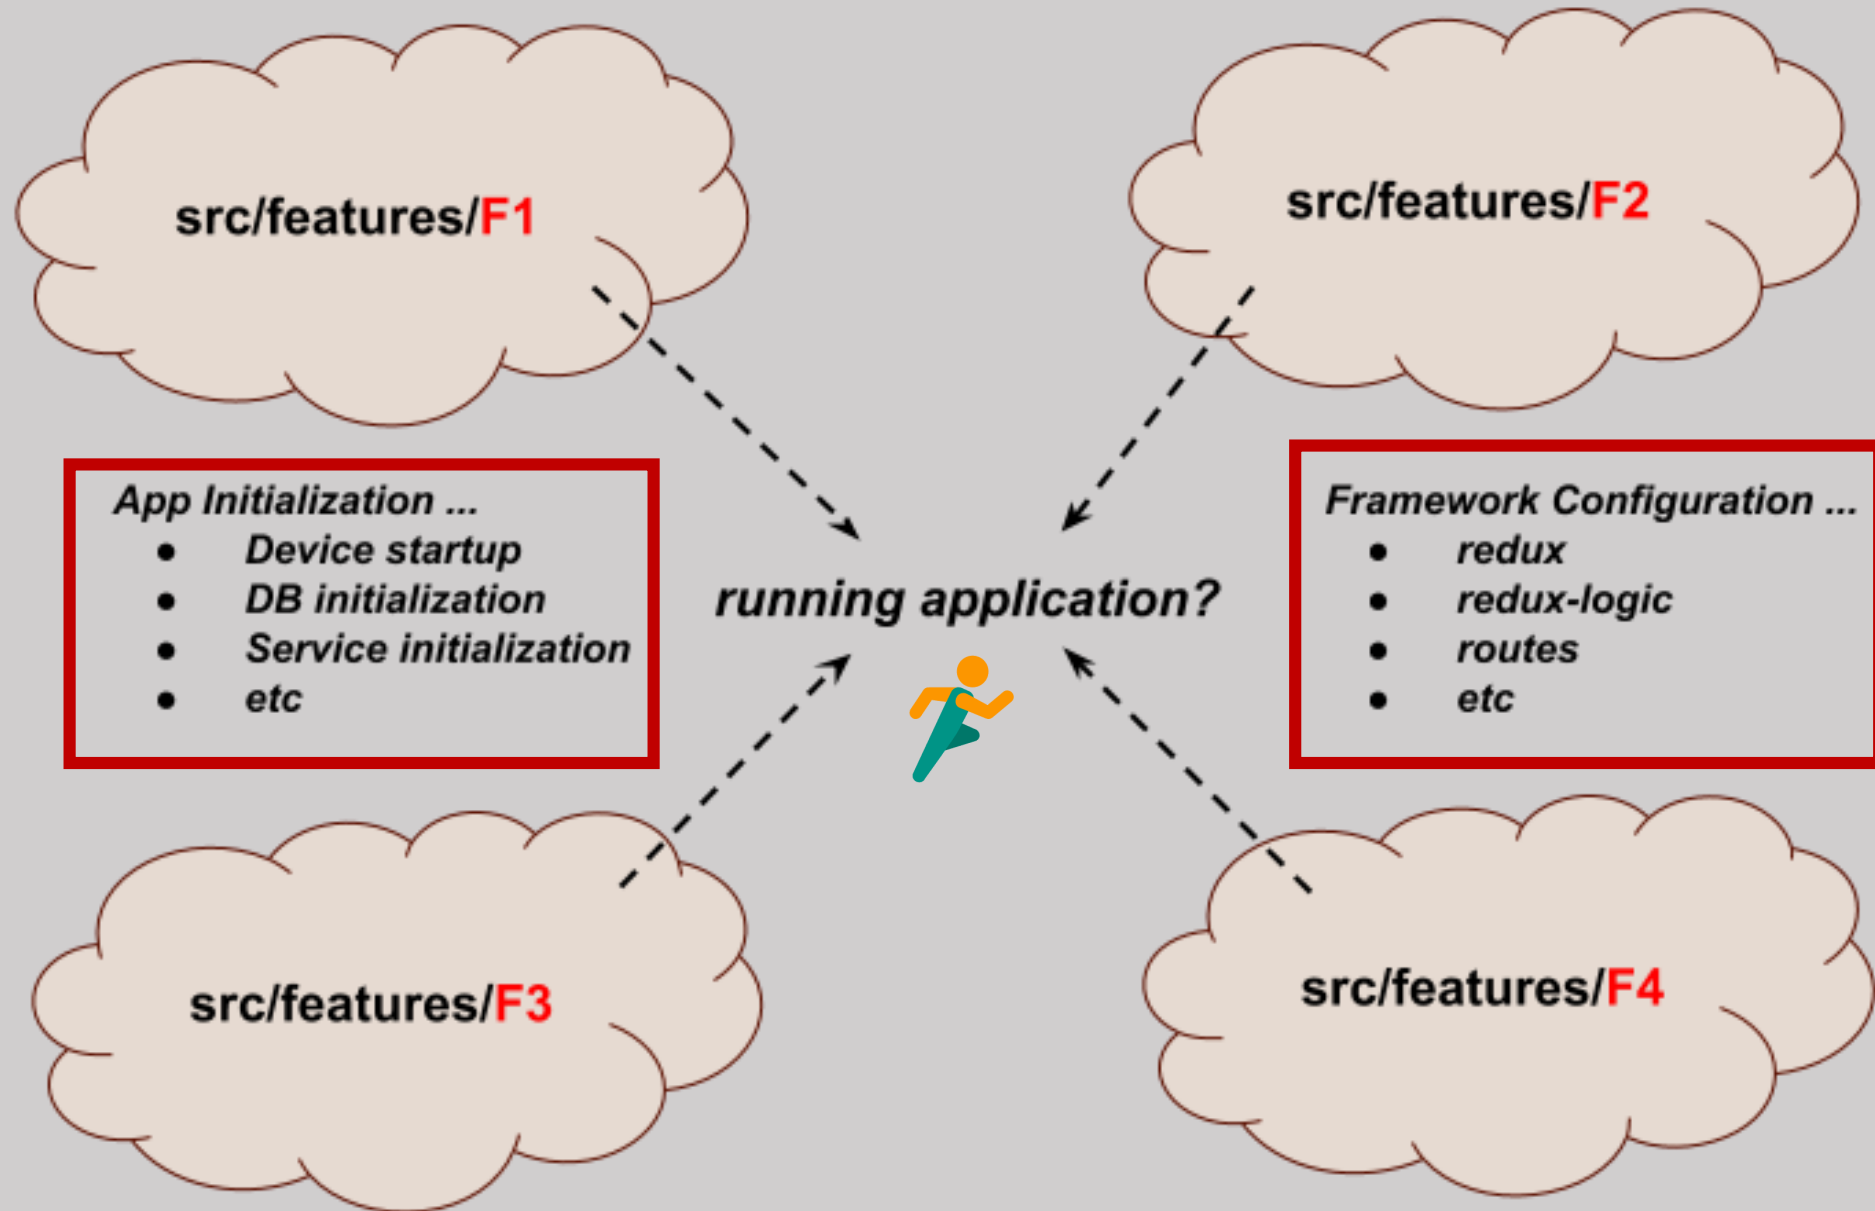 src/features/F1
src/features/F2
App Initialization ...
● Device startup
● DB initialization
● Service initialization
● etc
running application?
Framework Configuration ...
● redux
● redux-logic
● routes
● etc
src/features/F3
src/features/F4